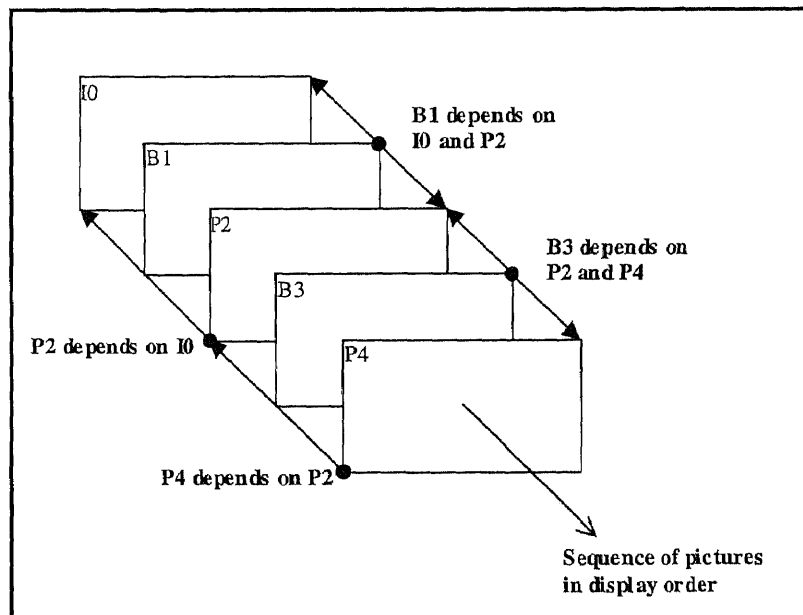 I0
B1 depends on
I0 and P2
B1
P2
B3 depends on
P2 and P4
B3
P2 depends on I0
P4
P4 depends on P2
Sequence of pictures
in display order